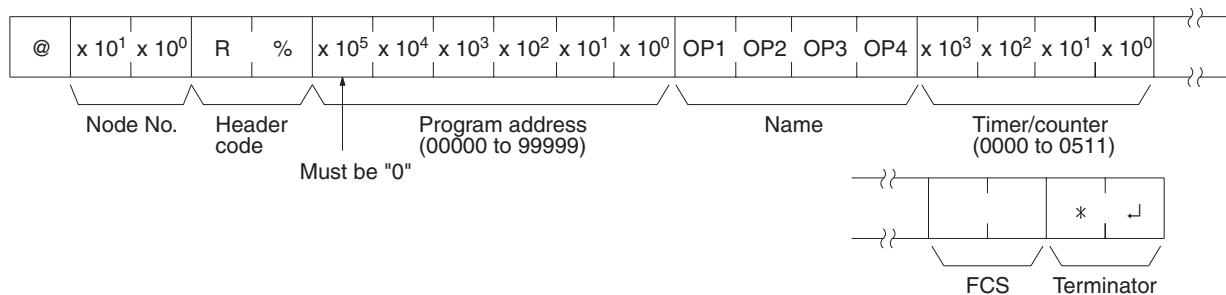 @ x 10¹ x 10⁰ R % x 10⁵ x 10⁴ x 10³ x 10² x 10¹ x 10⁰ OP1 OP2 OP3 OP4 x 10³ x 10² x 10¹ x 10⁰
Node No.
Header
code
Program address
(00000 to 99999)
Name
Timer/counter
(0000 to 0511)
Must be "0"
* ↵
FCS
Terminator